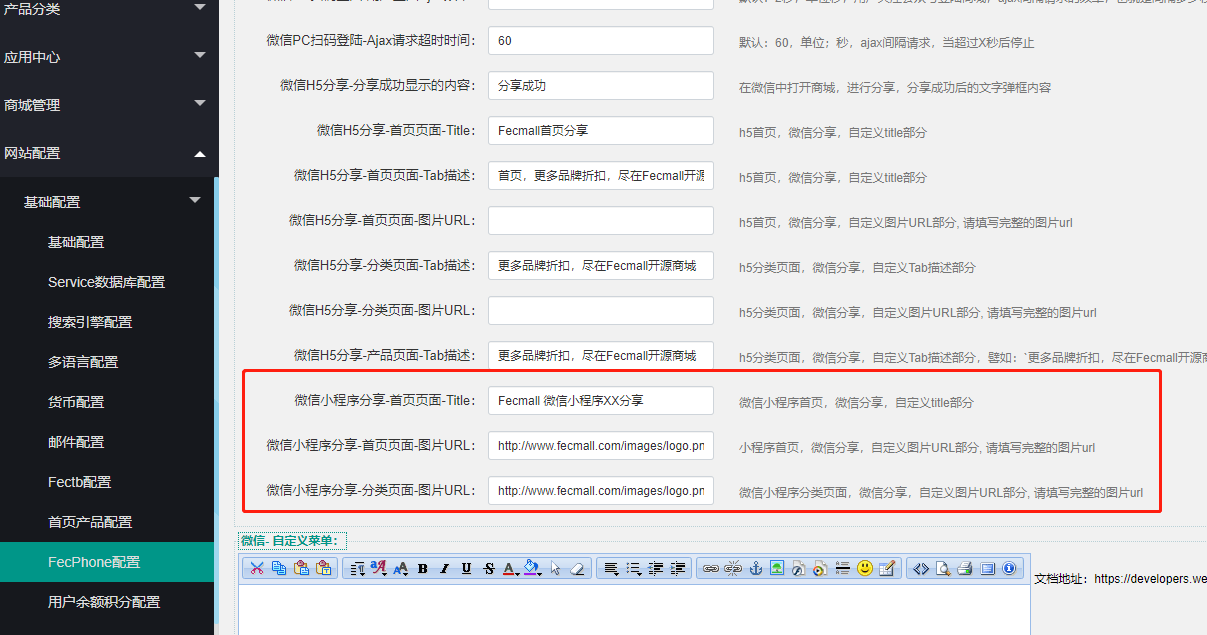 产品分类
应用中心
商城管理
网站配置
基础配置
基础配置
Service数据库配置
搜索引擎配置
多语言配置
货币配置
邮件配置
Fectb配置
首页产品配置
FecPhone配置
用户余额积分配置
微信PC扫码登陆-Ajax请求超时时间： 60 默认：60，单位；秒，ajax间隔请求，当超过X秒后停止
微信H5分享-分享成功显示的内容： 分享成功 在微信中打开商城，进行分享，分享成功后的文字弹框内容
微信H5分享-首页页面-Title： Fecmall首页分享 h5首页，微信分享，自定义title部分
微信H5分享-首页页面-Tab描述： 首页，更多品牌折扣，尽在Fecmall开源 h5首页，微信分享，自定义title部分
微信H5分享-首页页面-图片URL： h5首页，微信分享，自定义图片URL部分, 请填写完整的图片url
微信H5分享-分类页面-Tab描述： 更多品牌折扣，尽在Fecmall开源商城 h5分类页面，微信分享，自定义Tab描述部分
微信H5分享-分类页面-图片URL： h5分类页面，微信分享，自定义图片URL部分, 请填写完整的图片url
微信H5分享-产品页面-Tab描述： 更多品牌折扣，尽在Fecmall开源商城 h5分类页面，微信分享，自定义Tab描述部分，譬如：`更多品牌折扣，尽在Fecmall开源
微信小程序分享-首页页面-Title： Fecmall 微信小程序XX分享 微信小程序首页，微信分享，自定义title部分
微信小程序分享-首页页面-图片URL： http://www.fecmall.com/images/logo.pn 小程序首页，微信分享，自定义图片URL部分, 请填写完整的图片url
微信小程序分享-分类页面-图片URL： http://www.fecmall.com/images/logo.pn 微信小程序分类页面，微信分享，自定义图片URL部分, 请填写完整的图片url
微信- 自定义菜单：
文档地址：https://developers.we